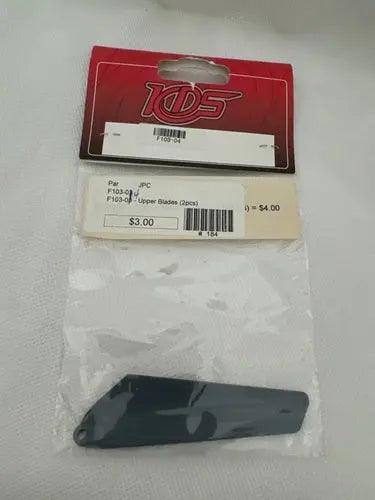 KDS
F103-04
Par JPC
F103-0
F103-0 - Upper Blades (2pcs)
$3.00
# 184
s) = $4.00